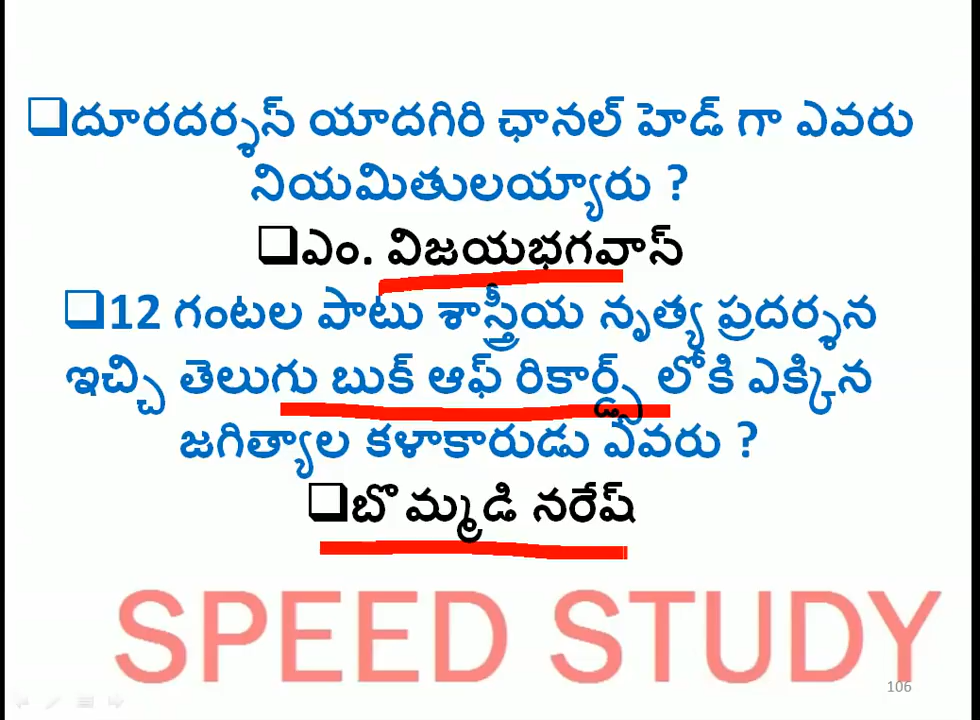 ❑దూరదర్శన్ యాదగిరి ఛానల్ హెడ్ గా ఎవరు
నియమితులయ్యారు ?
❑ఎం. విజయభగవాన్
❑12 గంటల పాటు శాస్త్రీయ నృత్య ప్రదర్శన
ఇచ్చి తెలుగు బుక్ ఆఫ్ రికార్డ్స్ లోకి ఎక్కిన
జగిత్యాల కళాకారుడు ఎవరు ?
❑బొమ్మడి నరేష్
SPEED STUDY
106